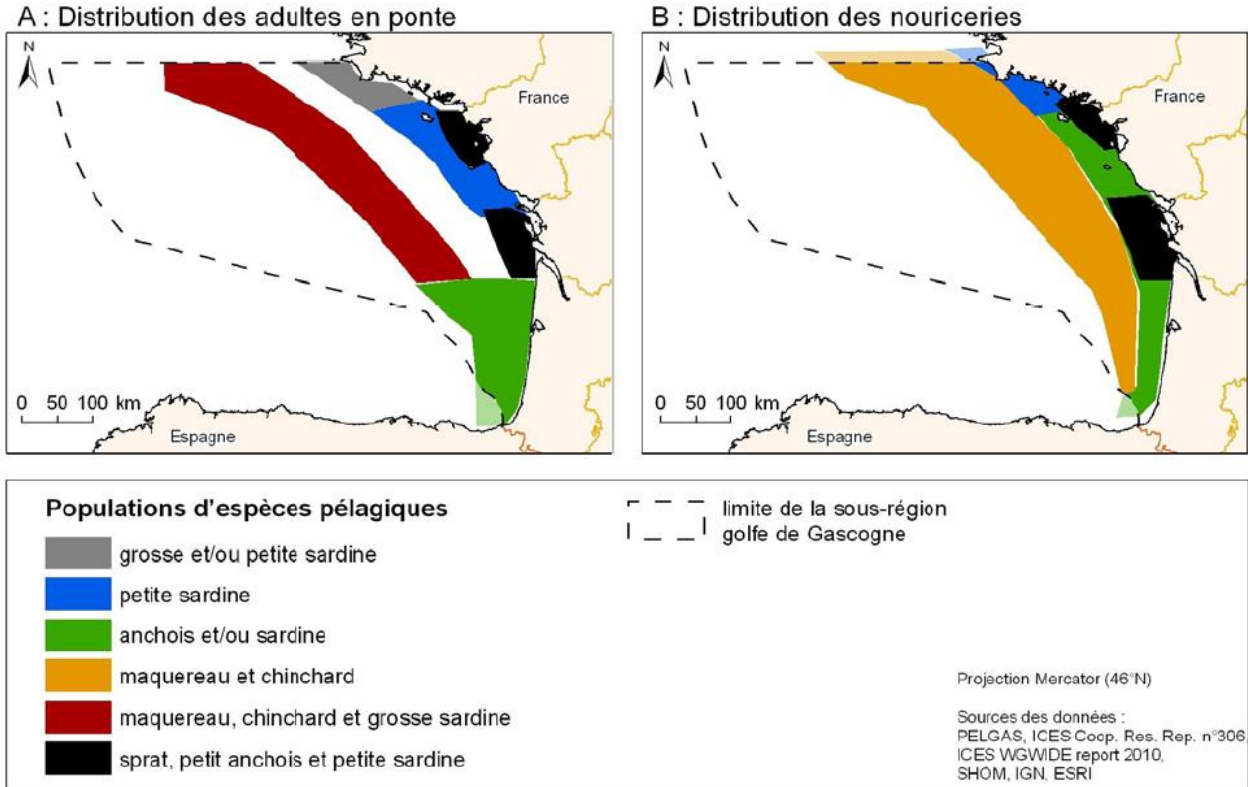 A : Distribution des adultes en ponte
B : Distribution des nouriceries
N
France
0 50 100 km
Espagne
N
France
0 50 100 km
Espagne
Populations d'espèces pélagiques
grosse et/ou petite sardine
petite sardine
anchois et/ou sardine
maquereau et chinchard
maquereau, chinchard et grosse sardine
sprat, petit anchois et petite sardine
limite de la sous-région
golfe de Gascogne
Projection Mercator (46°N)
Sources des données :
PELGAS, ICES Coop. Res. Rep. n°306,
ICES WGWIDE report 2010,
SHOM, IGN, ESRI